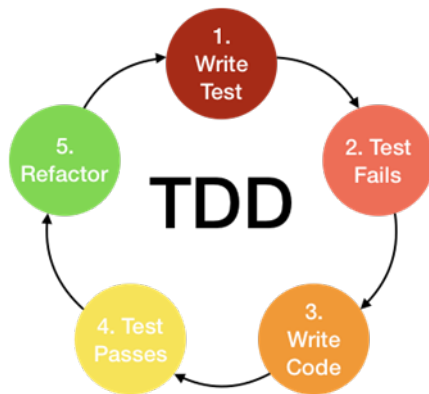 1.
Write
Test
2. Test
Fails
3.
Write
Code
4. Test
Passes
5.
Refactor
TDD